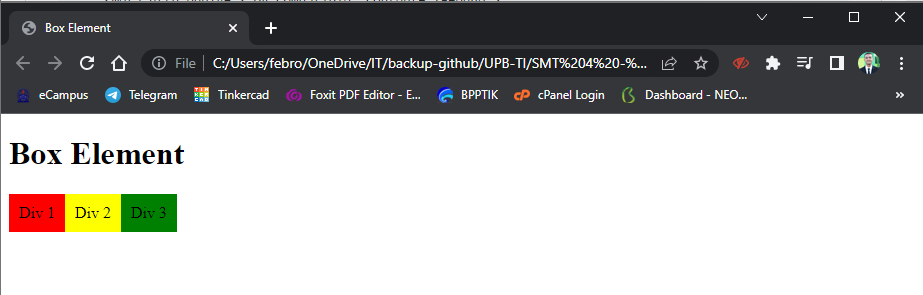 Box Element
File C:/Users/febro/OneDrive/IT/backup-github/UPB-TI/SMT%204%20-%...
eCampus Telegram Tinkercad Foxit PDF Editor - E... BPPTIK cPanel Login Dashboard - NEO... »
Box Element
Div 1 Div 2 Div 3